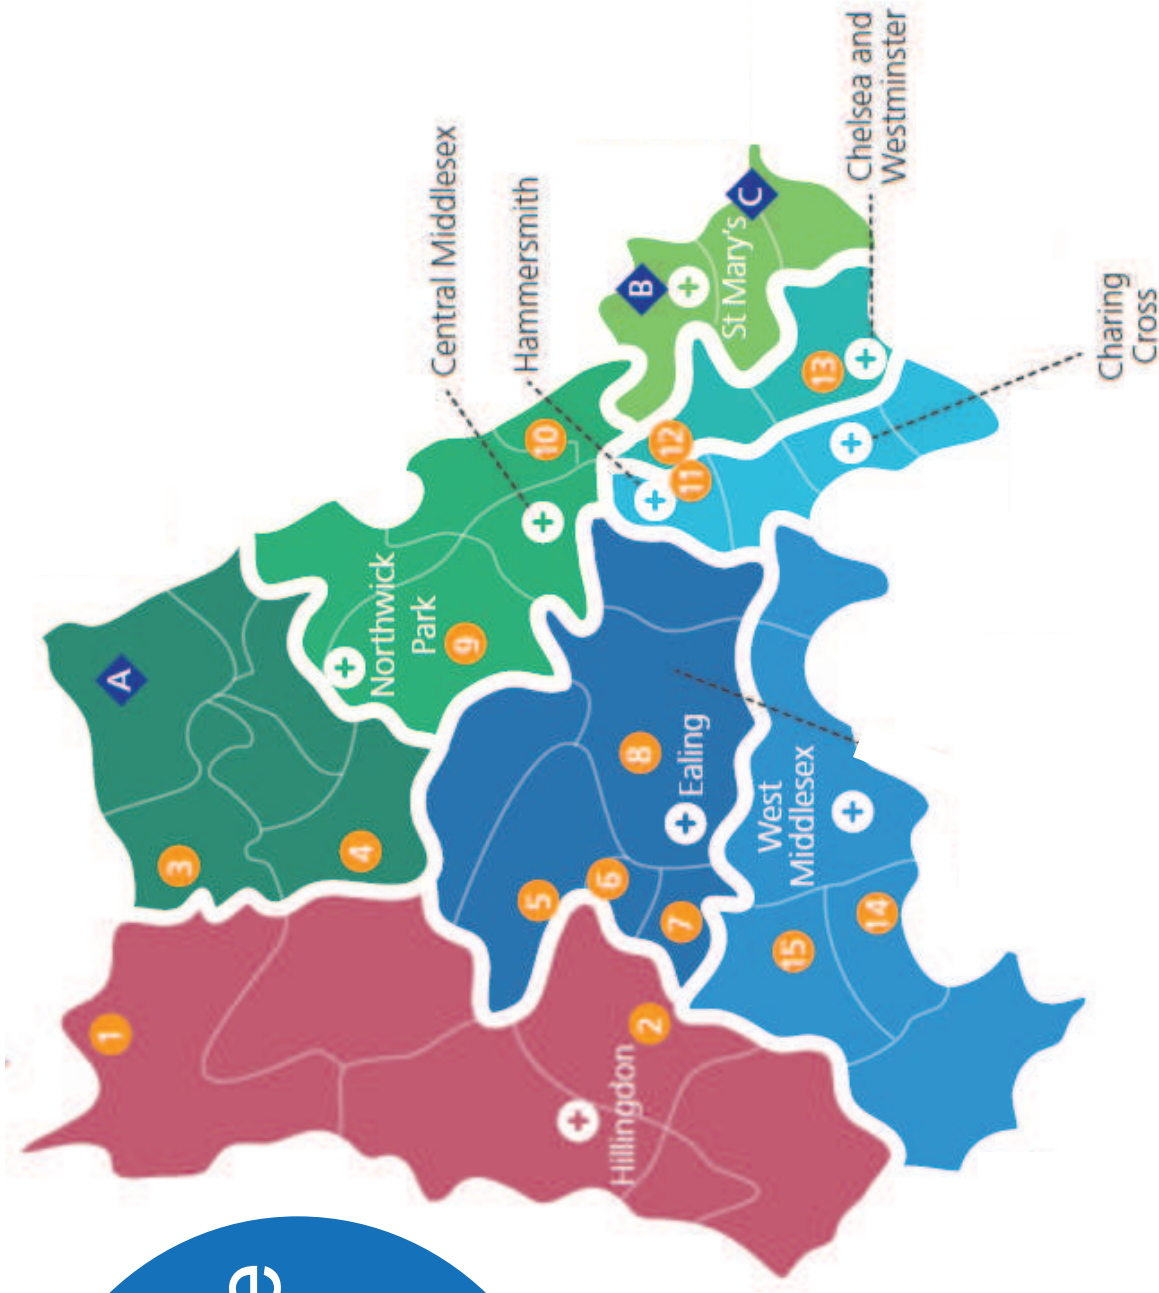 e
1
2
3
4
5
6
7
8
9
10
11
12
13
14
15
A
B
C
Hillingdon
Northwick
Park
Ealing
West
Middlesex
St Mary's
Central Middlesex
Hammersmith
Chelsea and
Westminster
Charing
Cross